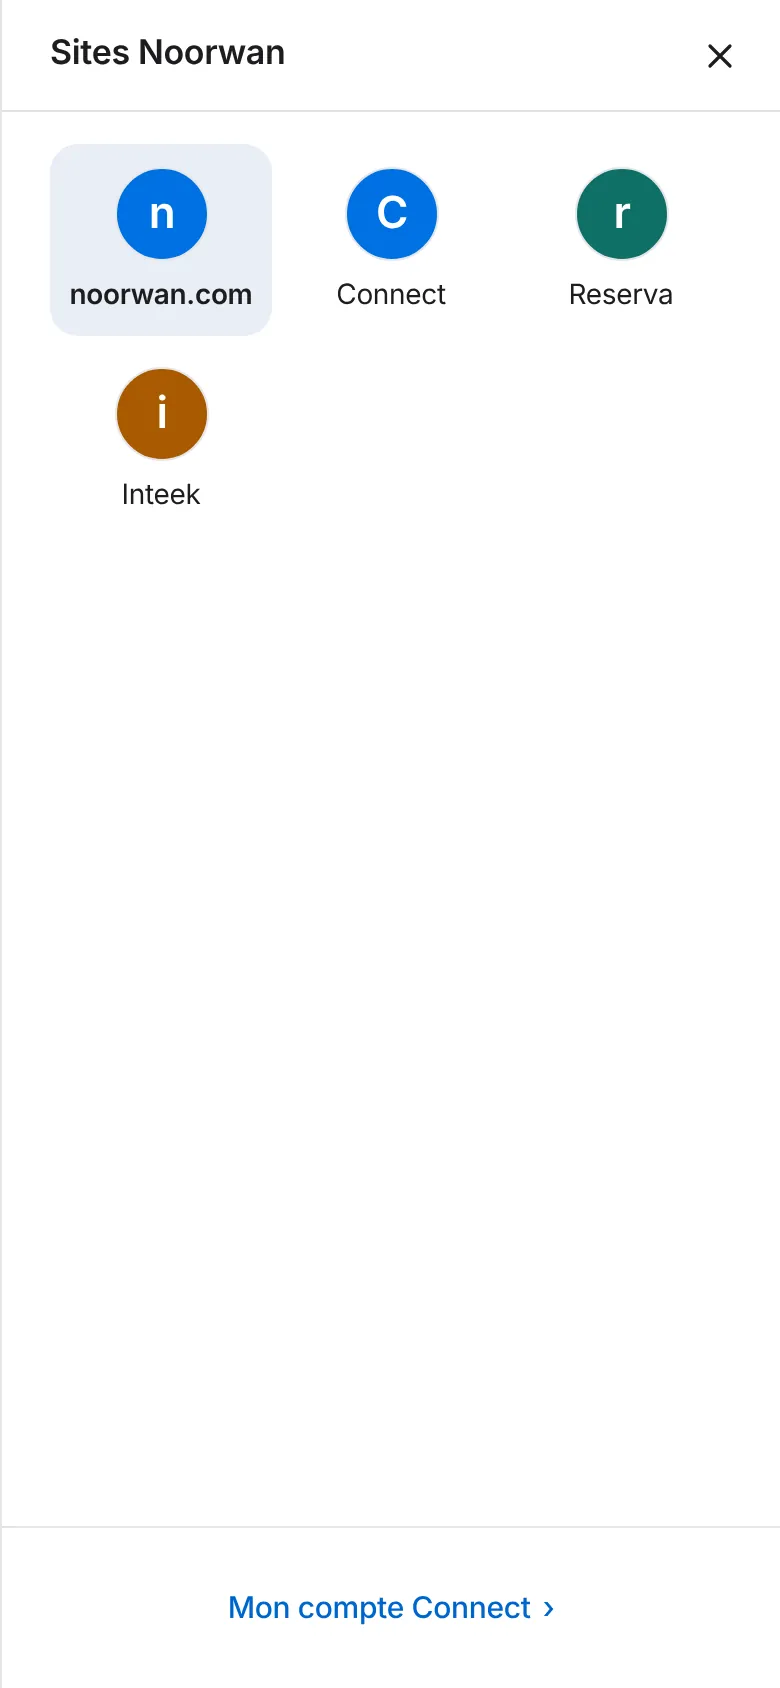 Sites Noorwan
n
noorwan.com
C
Connect
r
Reserva
i
Inteek
Mon compte Connect ›